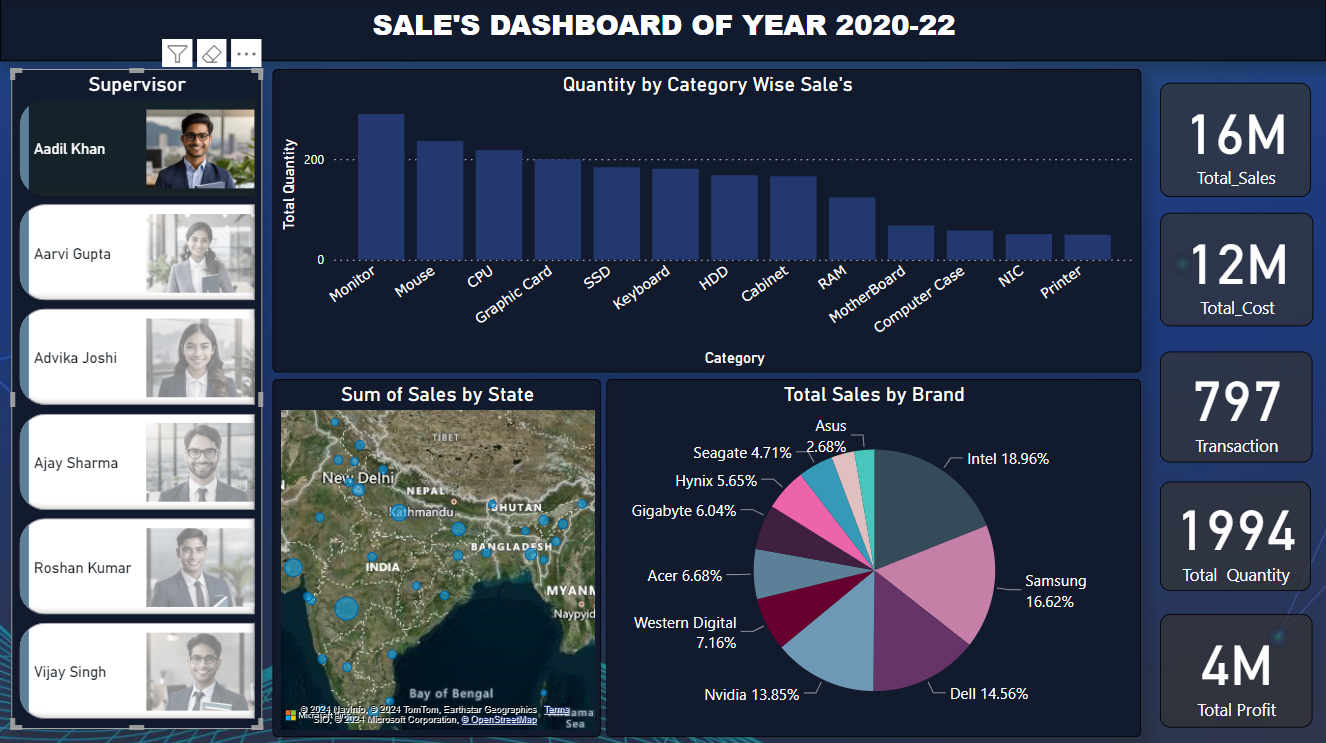 SALE'S DASHBOARD OF YEAR 2020-22
Supervisor
Aadil Khan
Aarvi Gupta
Advika Joshi
Ajay Sharma
Roshan Kumar
Vijay Singh
Quantity by Category Wise Sale's
Total Quantity
200
0
Monitor
Mouse
CPU
Graphic Card
SSD
Keyboard
HDD
Cabinet
RAM
MotherBoard
Computer Case
NIC
Printer
Category
Sum of Sales by State
TIBET
New Delhi
NEPAL
Kathmandu
BHUTAN
BANGLADESH
INDIA
MYANM
Naypyid
Bay of Bengal
Sea
© 2024 NavInfo, © 2024 TomTom, Earthstar Geographics Terms
© 2024 Microsoft Corporation, © OpenStreetMap
Total Sales by Brand
Asus
2.68%
Seagate 4.71%
Hynix 5.65%
Gigabyte 6.04%
Acer 6.68%
Western Digital
7.16%
Nvidia 13.85%
Intel 18.96%
Samsung
16.62%
Dell 14.56%
16M
Total_Sales
12M
Total_Cost
797
Transaction
1994
Total Quantity
4M
Total Profit